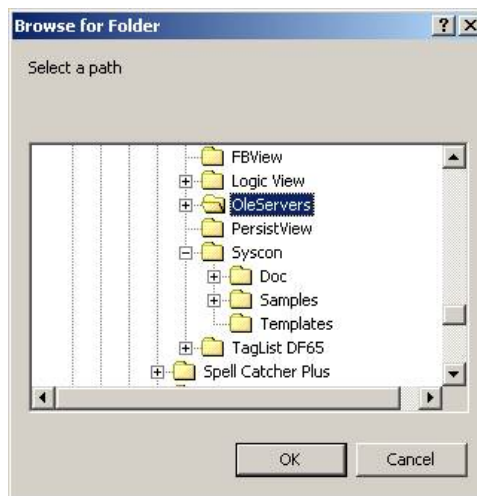 Browse for Folder
Select a path
FBView
Logic View
OleServers
PersistView
Syscon
Doc
Samples
Templates
TagList DF65
Spell Catcher Plus
OK
Cancel